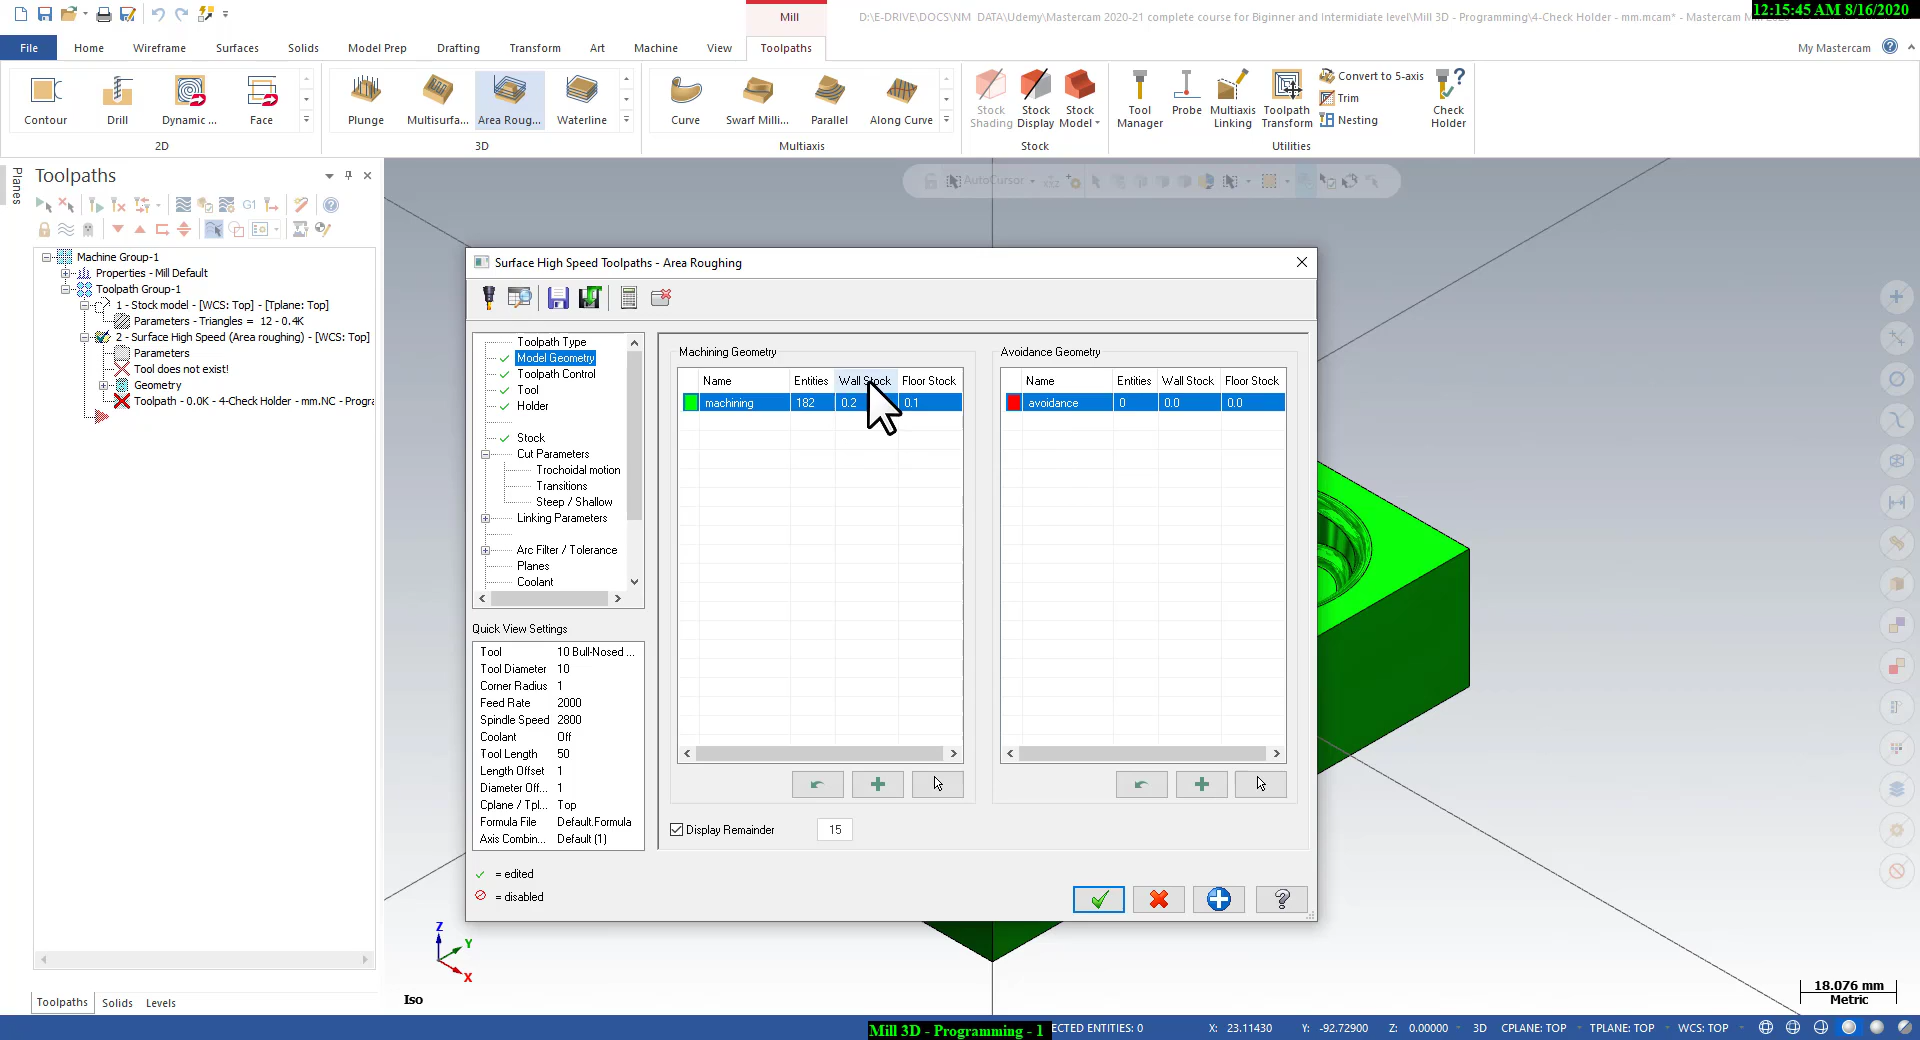 12:15:45 AM 8/16/2020
Mill
D:\E-DRIVE\DOCS\NM DATA\Udemy\Mastercam 2020-21 complete course for Biginner and Intermidiate level\Mill 3D - Programming\4-Check Holder - mm.mcam* - Mastercam
File Home Wireframe Surfaces Solids Model Prep Drafting Transform Art Machine View Toolpaths My Mastercam
Contour Drill Dynamic ... Face
2D
Plunge Multisurfa... Area Roug... Waterline
3D
Curve Swarf Milli... Parallel Along Curve
Multiaxis
Stock Shading
Stock Display
Stock Model
Stock
Tool Manager
Probe
Multiaxis Linking
Toolpath Transform
Convert to 5-axis
Trim
Nesting
Check Holder
Utilities
Planes
Toolpaths
AutoCursor
G1
Machine Group-1
Properties - Mill Default
Toolpath Group-1
1 - Stock model - [WCS: Top] - [Tplane: Top]
Parameters - Triangles = 12 - 0.4K
2 - Surface High Speed (Area roughing) - [WCS: Top]
Parameters
Tool does not exist!
Geometry
Toolpath - 0.0K - 4-Check Holder - mm.NC - Progra
Toolpaths Solids Levels
Surface High Speed Toolpaths - Area Roughing
Toolpath Type
Model Geometry
Toolpath Control
Tool
Holder
Stock
Cut Parameters
Trochoidal motion
Transitions
Steep / Shallow
Linking Parameters
Arc Filter / Tolerance
Planes
Coolant
Quick View Settings
Tool 10 Bull-Nosed ...
Tool Diameter 10
Corner Radius 1
Feed Rate 2000
Spindle Speed 2800
Coolant Off
Tool Length 50
Length Offset 1
Diameter Off... 1
Cplane / Tpl... Top
Formula File Default.Formula
Axis Combin... Default (1)
= edited
= disabled
Machining Geometry
Name Entities Wall Stock Floor Stock
machining 182 0.2 0.1
Avoidance Geometry
Name Entities Wall Stock Floor Stock
avoidance 0 0.0 0.0
Display Remainder 15
Z
Y
X
Iso
18.076 mm
Metric
Mill 3D - Programming - 1
ECTED ENTITIES: 0 X: 23.11430 Y: -92.72900 Z: 0.00000 3D CPLANE: TOP TPLANE: TOP WCS: TOP